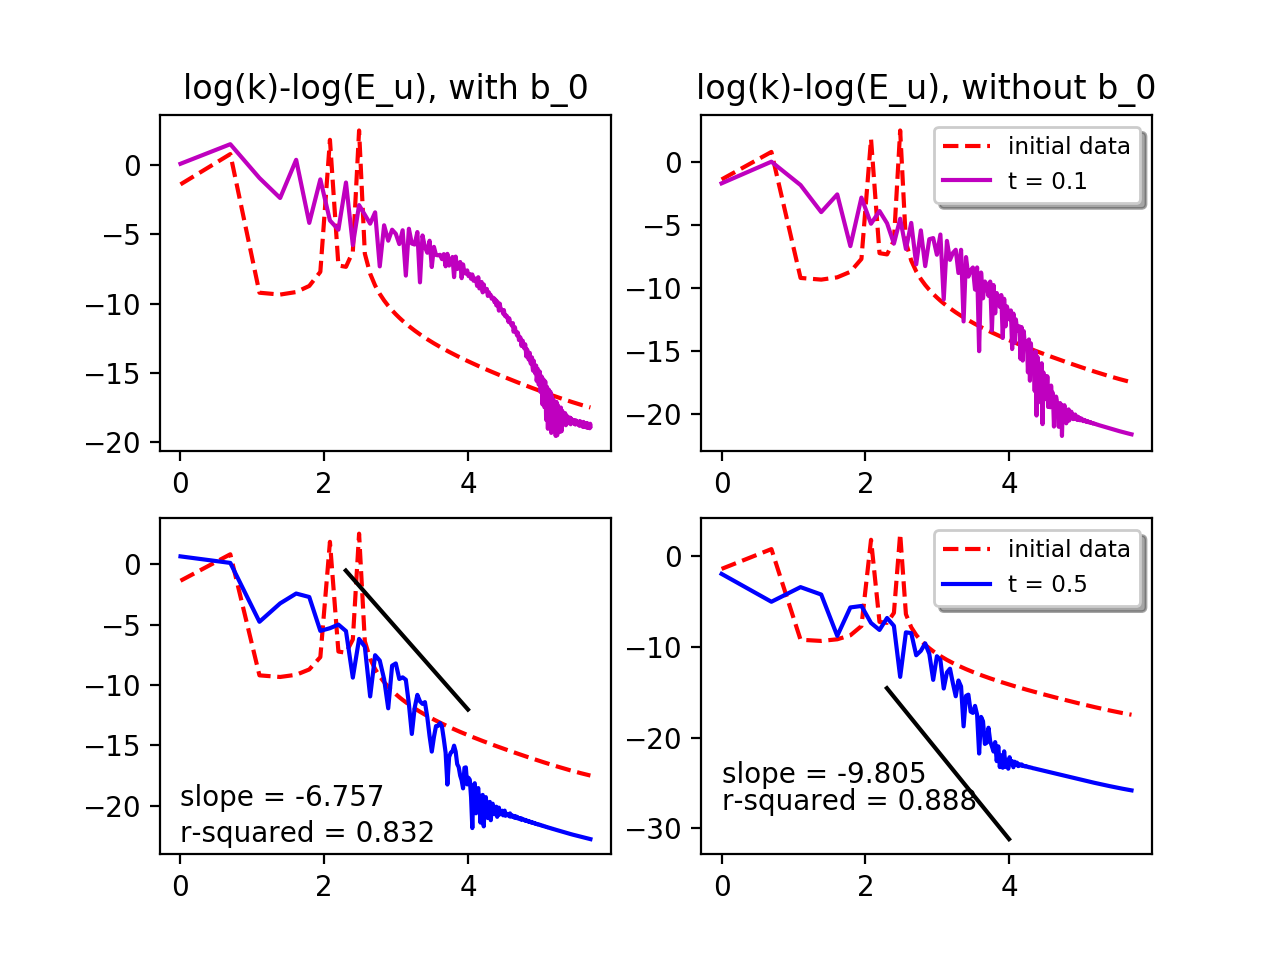 log(k)-log(E_u), with b_0
log(k)-log(E_u), without b_0
0
−5
−10
−15
−20
0 2 4
0
−5
−10
−15
−20
0 2 4
initial data
t = 0.1
0
−5
−10
−15
−20
0 2 4
slope = -6.757
r-squared = 0.832
0
−10
−20
−30
0 2 4
initial data
t = 0.5
slope = -9.805
r-squared = 0.888